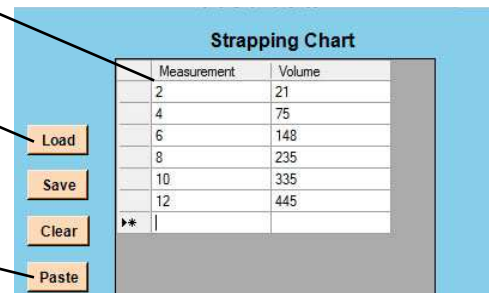 Strapping Chart
Measurement Volume
2 21
4 75
6 148
8 235
10 335
12 445
Load
Save
Clear
Paste